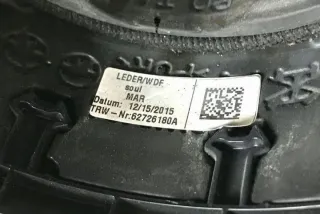 LEDER/WDF
soul
MAR
Datum: 12/15/2015
TRW-Nr:62726180A